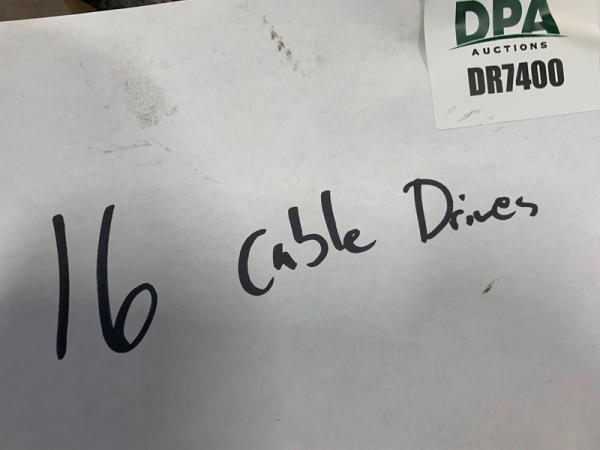 DPA
AUCTIONS
DR7400
16 Cable Drives